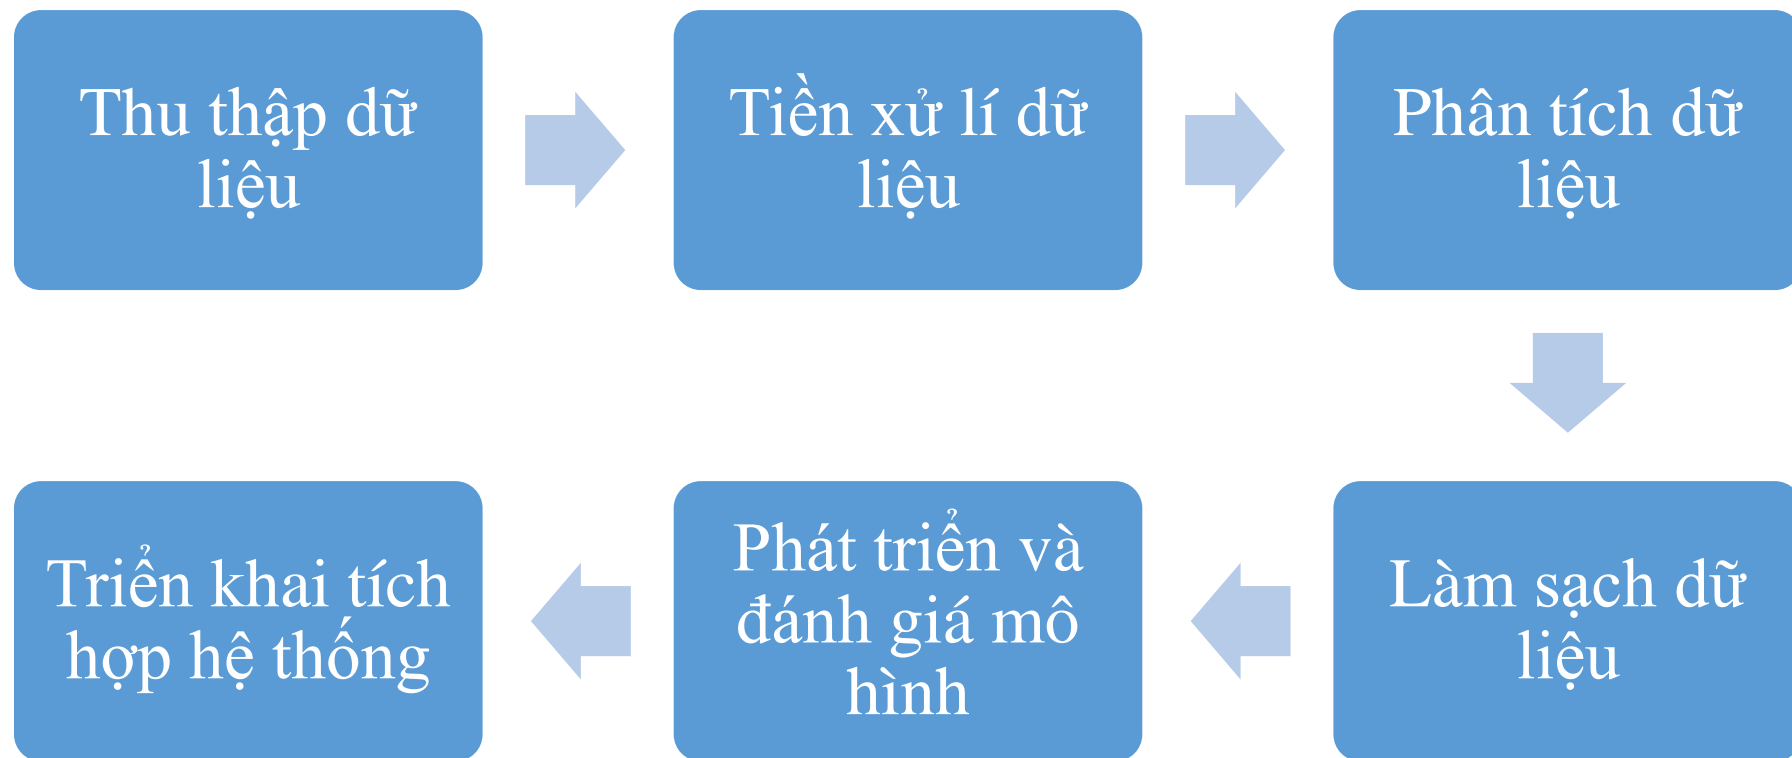 Thu thập dữ
liệu
Tiền xử lí dữ
liệu
Phân tích dữ
liệu
Làm sạch dữ
liệu
Phát triển và
đánh giá mô
hình
Triển khai tích
hợp hệ thống